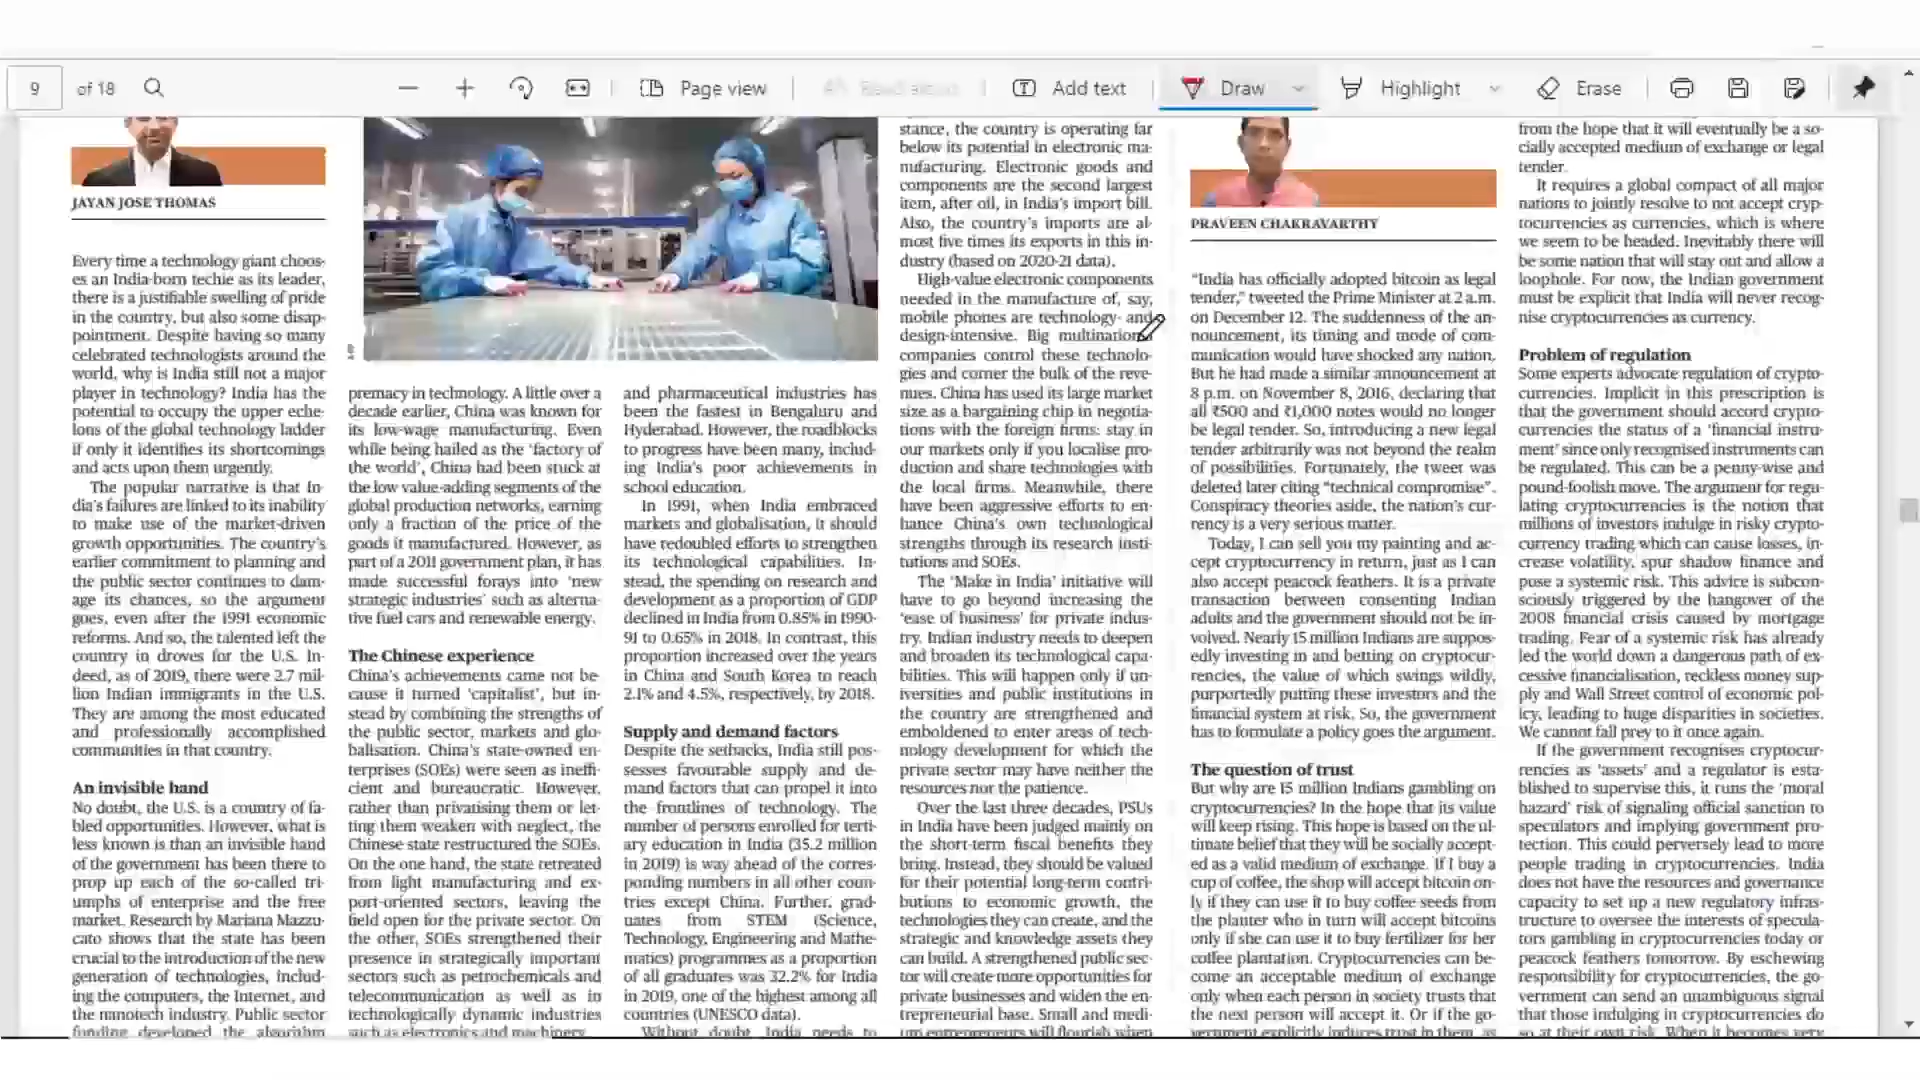 9
of 18
Page view
Add text
Draw
Highlight
Erase
JAYAN JOSE THOMAS
Every time a technology giant choos-
es an India-born techie as its leader,
there is a justifiable swelling of pride
in the country, but also some disap-
pointment. Despite having so many
celebrated technologists around the
world, why is India still not a major
player in technology? India has the
potential to occupy the upper eche-
lons of the global technology ladder
if only it identifies its shortcomings
and acts upon them urgently.
The popular narrative is that In-
dia's failures are linked to its inability
to make use of the market-driven
growth opportunities. The country's
earlier commitment to planning and
the public sector continues to dam-
age its chances, so the argument
goes, even after the 1991 economic
reforms. And so, the talented left the
country in droves for the U.S. In-
deed, as of 2019, there were 2.7 mil-
lion Indian immigrants in the U.S.
They are among the most educated
and professionally accomplished
communities in that country.
An invisible hand
No doubt, the U.S. is a country of fa-
bled opportunities. However, what is
less known is than an invisible hand
of the government has been there to
prop up each of the so-called tri-
umphs of enterprise and the free
market. Research by Mariana Mazzu-
cato shows that the state has been
crucial to the introduction of the new
generation of technologies, includ-
ing the computers, the Internet, and
the nanotech industry. Public sector
funding developed the algorithm
premacy in technology. A little over a
decade earlier, China was known for
its low-wage manufacturing. Even
while being hailed as the 'factory of
the world', China had been stuck at
the low value-adding segments of the
global production networks, earning
only a fraction of the price of the
goods it manufactured. However, as
part of a 2011 government plan, it has
made successful forays into 'new
strategic industries' such as alterna-
tive fuel cars and renewable energy.
The Chinese experience
China's achievements came not be-
cause it turned 'capitalist', but in-
stead by combining the strengths of
the public sector, markets and glo-
balisation. China's state-owned en-
terprises (SOEs) were seen as ineffi-
cient and bureaucratic. However,
rather than privatising them or let-
ting them weaken with neglect, the
Chinese state restructured the SOEs.
On the one hand, the state retreated
from light manufacturing and ex-
port-oriented sectors, leaving the
field open for the private sector. On
the other, SOEs strengthened their
presence in strategically important
sectors such as petrochemicals and
telecommunication as well as in
technologically dynamic industries
such as electronics and machinery.
and pharmaceutical industries has
been the fastest in Bengaluru and
Hyderabad. However, the roadblocks
to progress have been many, includ-
ing India's poor achievements in
school education.
In 1991, when India embraced
markets and globalisation, it should
have redoubled efforts to strengthen
its technological capabilities. In-
stead, the spending on research and
development as a proportion of GDP
declined in India from 0.85% in 1990-
91 to 0.65% in 2018. In contrast, this
proportion increased over the years
in China and South Korea to reach
2.1% and 4.5%, respectively, by 2018.
Supply and demand factors
Despite the setbacks, India still pos-
sesses favourable supply and de-
mand factors that can propel it into
the frontlines of technology. The
number of persons enrolled for terti-
ary education in India (35.2 million
in 2019) is way ahead of the corres-
ponding numbers in all other coun-
tries except China. Further, grad-
uates from STEM (Science,
Technology, Engineering and Mathe-
matics) programmes as a proportion
of all graduates was 32.2% for India
in 2019, one of the highest among all
countries (UNESCO data).
Without doubt, India needs to
stance, the country is operating far
below its potential in electronic ma-
nufacturing. Electronic goods and
components are the second largest
item, after oil, in India's import bill.
Also, the country's imports are al-
most five times its exports in this in-
dustry (based on 2020-21 data).
High-value electronic components
needed in the manufacture of, say,
mobile phones are technology- and
design-intensive. Big multinational
companies control these technolo-
gies and corner the bulk of the reve-
nues. China has used its large market
size as a bargaining chip in negotia-
tions with the foreign firms: stay in
our markets only if you localise pro-
duction and share technologies with
the local firms. Meanwhile, there
have been aggressive efforts to en-
hance China's own technological
strengths through its research insti-
tutions and SOEs.
The 'Make in India' initiative will
have to go beyond increasing the
'ease of business' for private indus-
try. Indian industry needs to deepen
and broaden its technological capa-
bilities. This will happen only if un-
iversities and public institutions in
the country are strengthened and
emboldened to enter areas of tech-
nology development for which the
private sector may have neither the
resources nor the patience.
Over the last three decades, PSUs
in India have been judged mainly on
the short-term fiscal benefits they
bring. Instead, they should be valued
for their potential long-term contri-
butions to economic growth, the
technologies they can create, and the
strategic and knowledge assets they
can build. A strengthened public sec-
tor will create more opportunities for
private businesses and widen the en-
trepreneurial base. Small and medi-
um entrepreneurs will flourish when
PRAVEEN CHAKRAVARTHY
"India has officially adopted bitcoin as legal
tender," tweeted the Prime Minister at 2 a.m.
on December 12. The suddenness of the an-
nouncement, its timing and mode of com-
munication would have shocked any nation.
But he had made a similar announcement at
8 p.m. on November 8, 2016, declaring that
all ₹500 and ₹1,000 notes would no longer
be legal tender. So, introducing a new legal
tender arbitrarily was not beyond the realm
of possibilities. Fortunately, the tweet was
deleted later citing "technical compromise".
Conspiracy theories aside, the nation's cur-
rency is a very serious matter.
Today, I can sell you my painting and ac-
cept cryptocurrency in return, just as I can
also accept peacock feathers. It is a private
transaction between consenting Indian
adults and the government should not be in-
volved. Nearly 15 million Indians are suppos-
edly investing in and betting on cryptocur-
rencies, the value of which swings wildly,
purportedly putting these investors and the
financial system at risk. So, the government
has to formulate a policy goes the argument.
The question of trust
But why are 15 million Indians gambling on
cryptocurrencies? In the hope that its value
will keep rising. This hope is based on the ul-
timate belief that they will be socially accept-
ed as a valid medium of exchange. If I buy a
cup of coffee, the shop will accept bitcoin on-
ly if they can use it to buy coffee seeds from
the planter who in turn will accept bitcoins
only if she can use it to buy fertilizer for her
coffee plantation. Cryptocurrencies can be-
come an acceptable medium of exchange
only when each person in society trusts that
the next person will accept it. Or if the go-
vernment explicitly induces trust in them, as
from the hope that it will eventually be a so-
cially accepted medium of exchange or legal
tender.
It requires a global compact of all major
nations to jointly resolve to not accept cryp-
tocurrencies as currencies, which is where
we seem to be headed. Inevitably there will
be some nation that will stay out and allow a
loophole. For now, the Indian government
must be explicit that India will never recog-
nise cryptocurrencies as currency.
Problem of regulation
Some experts advocate regulation of crypto-
currencies. Implicit in this prescription is
that the government should accord crypto-
currencies the status of a 'financial instru-
ment' since only recognised instruments can
be regulated. This can be a penny-wise and
pound-foolish move. The argument for regu-
lating cryptocurrencies is the notion that
millions of investors indulge in risky crypto-
currency trading which can cause losses, in-
crease volatility, spur shadow finance and
pose a systemic risk. This advice is subcon-
sciously triggered by the hangover of the
2008 financial crisis caused by mortgage
trading. Fear of a systemic risk has already
led the world down a dangerous path of ex-
cessive financialisation, reckless money sup-
ply and Wall Street control of economic pol-
icy, leading to huge disparities in societies.
We cannot fall prey to it once again.
If the government recognises cryptocur-
rencies as 'assets' and a regulator is esta-
blished to supervise this, it runs the 'moral
hazard' risk of signaling official sanction to
speculators and implying government pro-
tection. This could perversely lead to more
people trading in cryptocurrencies. India
does not have the resources and governance
capacity to set up a new regulatory infras-
tructure to oversee the interests of specula-
tors gambling in cryptocurrencies today or
peacock feathers tomorrow. By eschewing
responsibility for cryptocurrencies, the go-
vernment can send an unambiguous signal
that those indulging in cryptocurrencies do
so at their own risk. When it becomes very